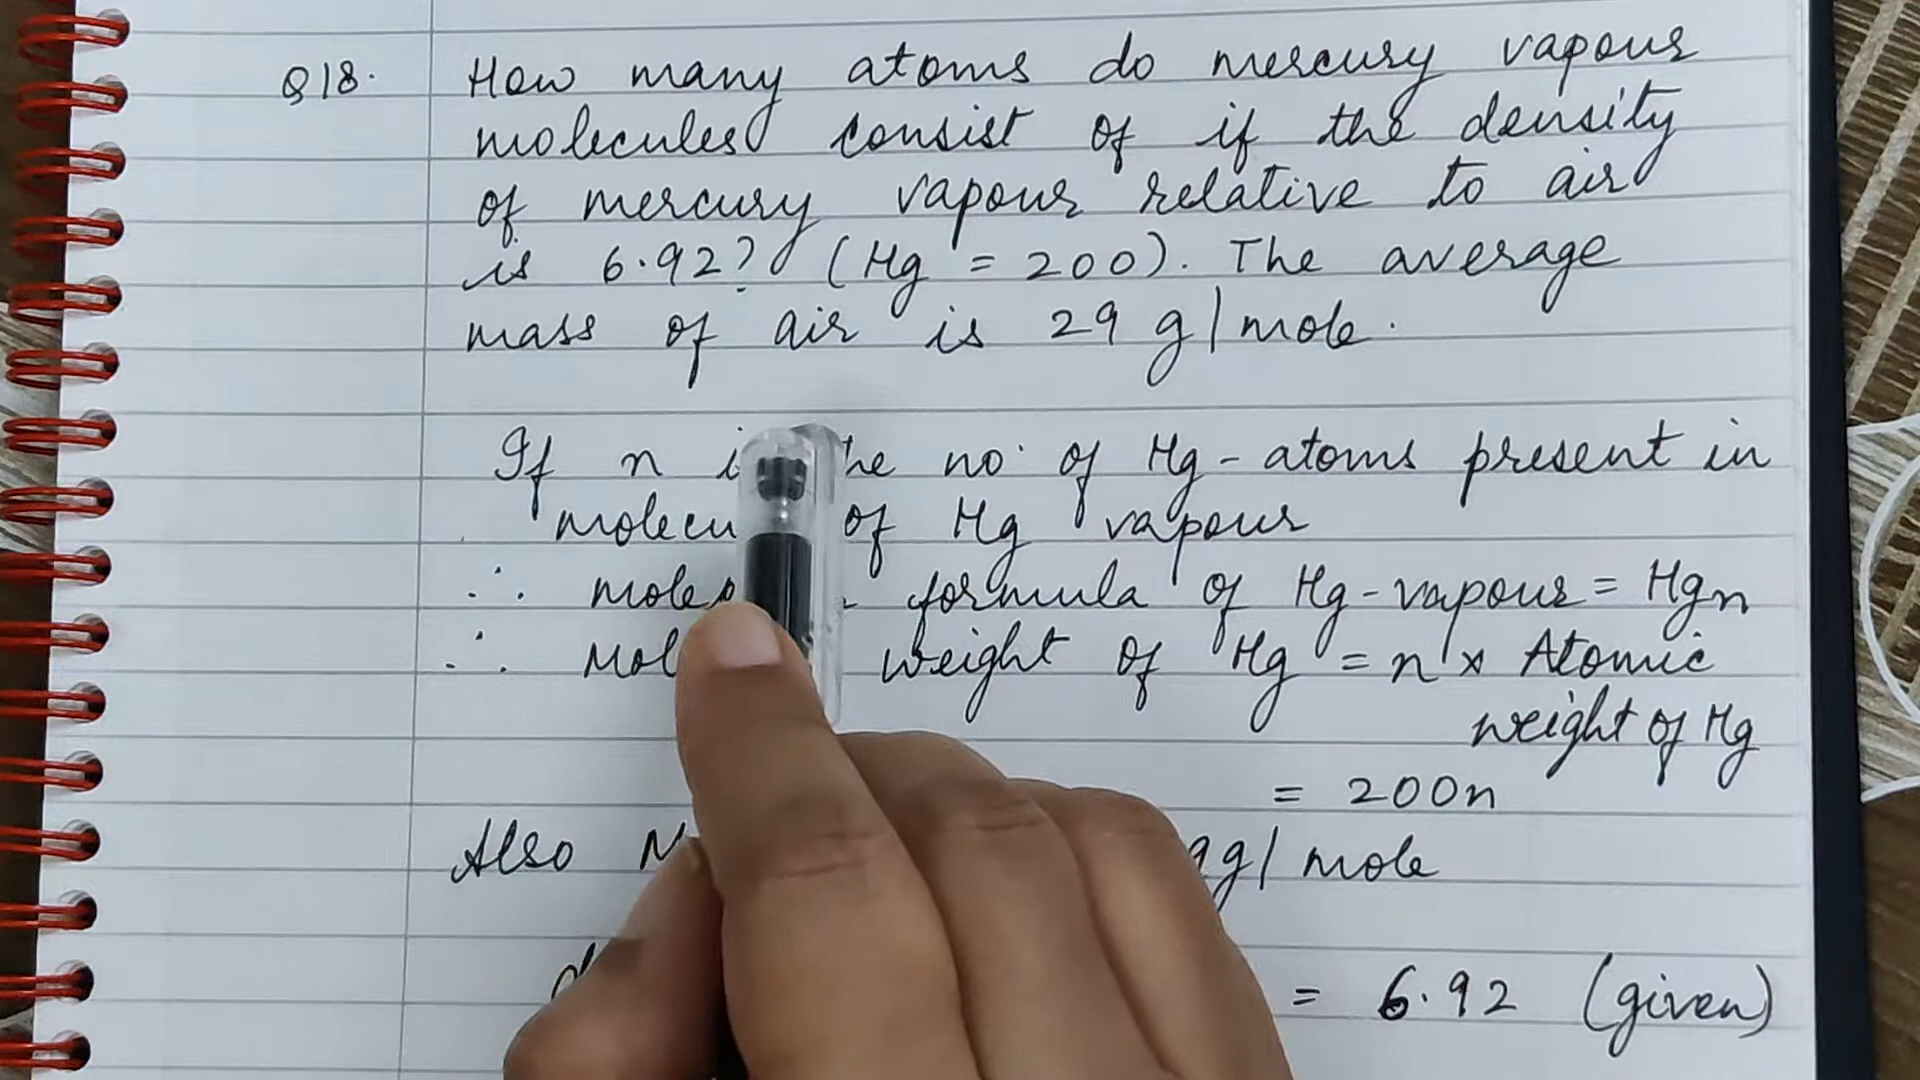 Q18. How many atoms do mercury vapour
molecules consist of if the density
of mercury vapour relative to air
is 6.92? (Hg = 200). The average
mass of air is 29 g/mole.
If n the no. of Hg-atoms present in
of Hg vapour
∴ formula of Hg-vapour = Hgn
∴ weight of Hg = n x Atomic
weight of Hg
= 200n
Also g/mole
= 6.92 (given)